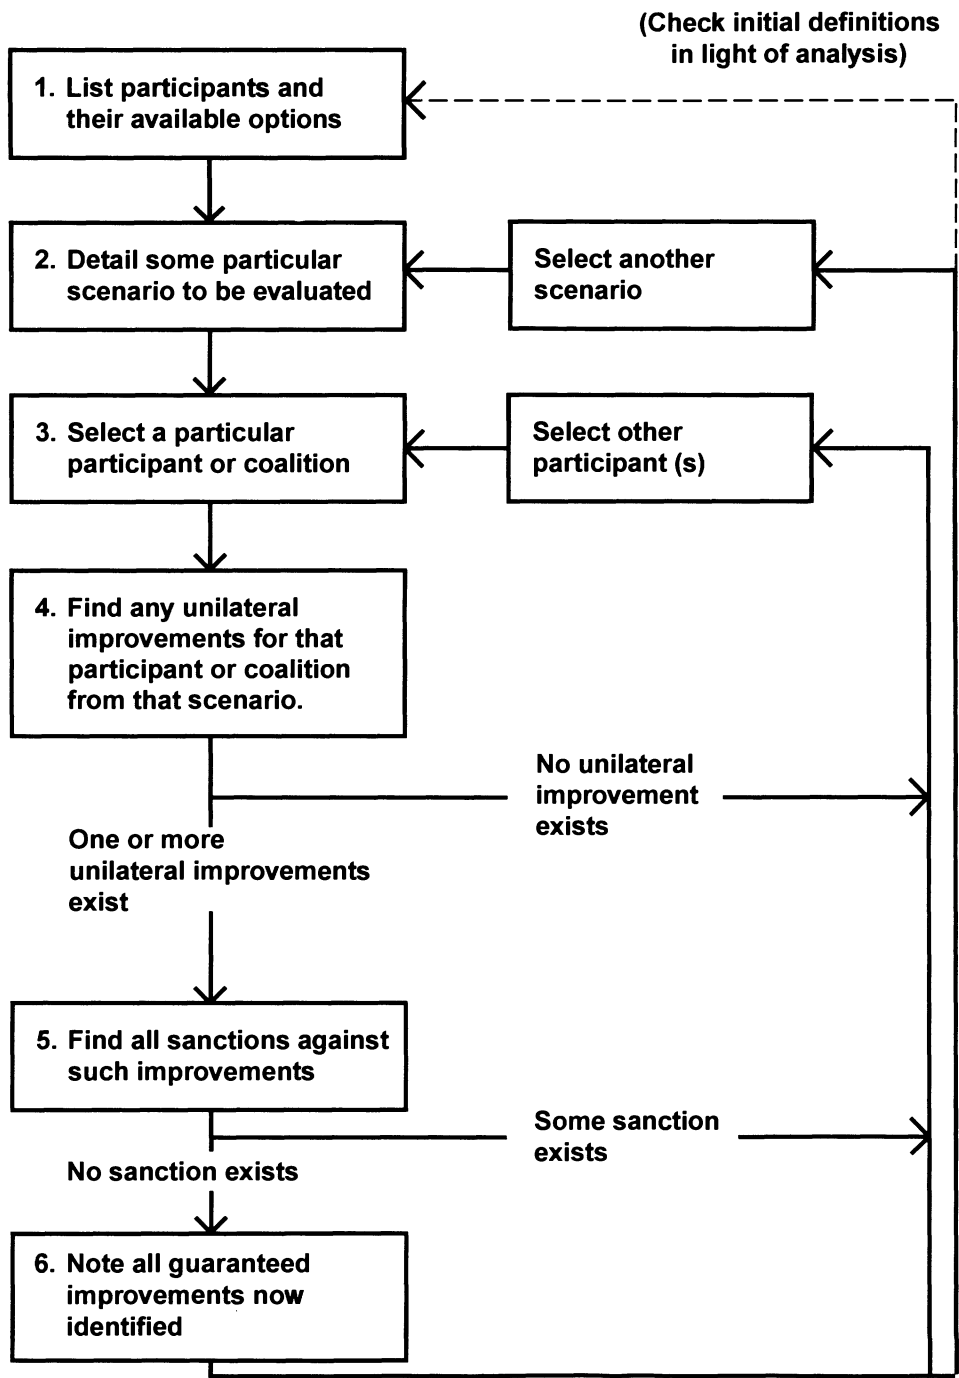 (Check initial definitions
in light of analysis)
1. List participants and
their available options
2. Detail some particular
scenario to be evaluated
Select another
scenario
3. Select a particular
participant or coalition
Select other
participant (s)
4. Find any unilateral
improvements for that
participant or coalition
from that scenario.
No unilateral
improvement
exists
One or more
unilateral improvements
exist
5. Find all sanctions against
such improvements
Some sanction
exists
No sanction exists
6. Note all guaranteed
improvements now
identified